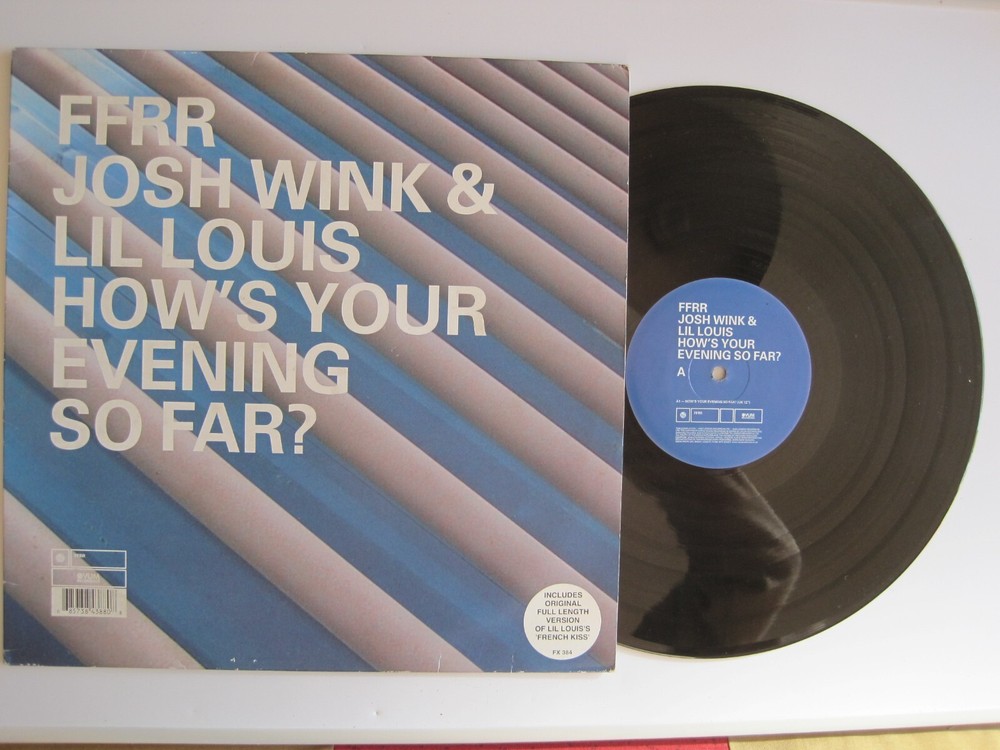 FFRR
JOSH WINK &
LIL LOUIS
HOW'S YOUR
EVENING
SO FAR?
INCLUDES
ORIGINAL
FULL LENGTH
VERSION
OF LIL LOUIS'S
'FRENCH KISS'
FX 384
FFRR
JOSH WINK &
LIL LOUIS
HOW'S YOUR
EVENING SO FAR?
A